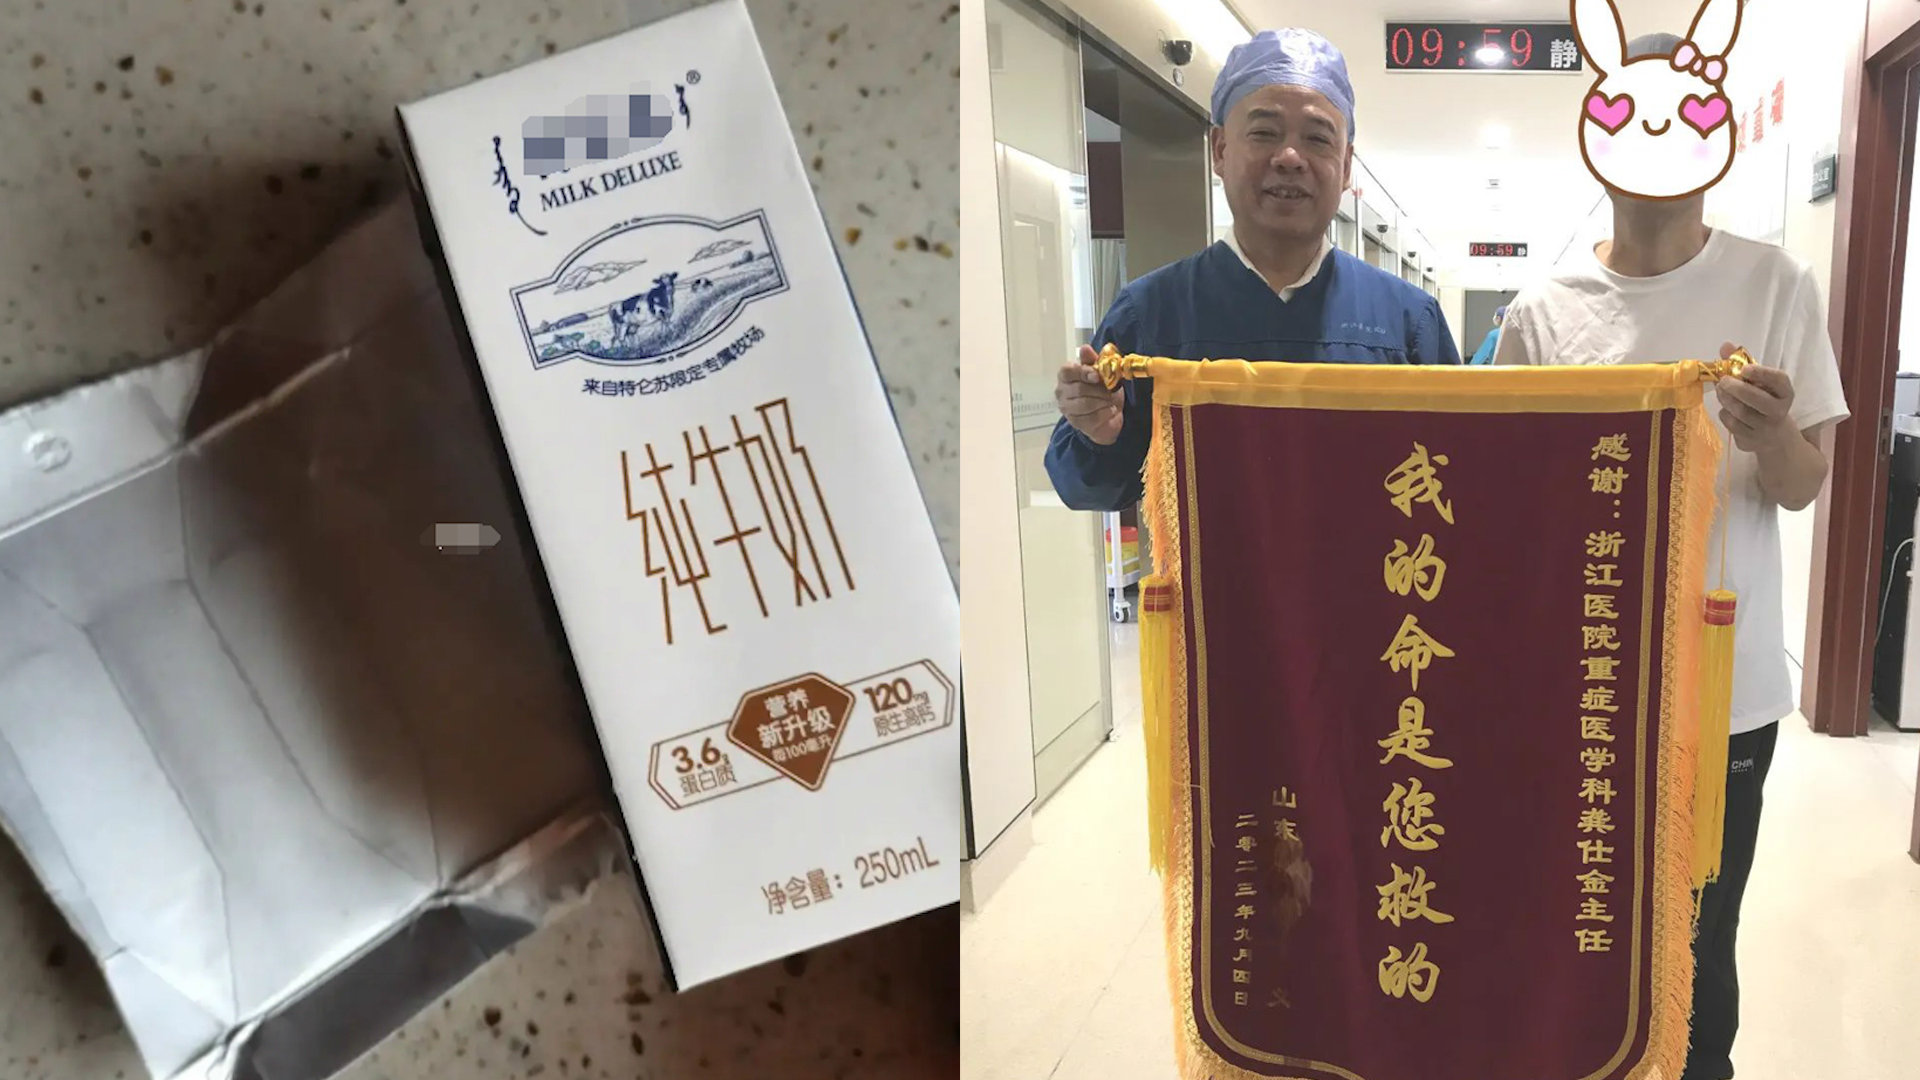 MILK DELUXE
来自特仑苏限定专属牧场
纯牛奶
营养
新升级
每100毫升
3.6g
蛋白质
120mg
原生高钙
净含量：250mL
09:59 静
09:59 静
感谢：浙江医院重症医学科龚仕金主任
我的命是您救的
山东
二零二三年九月四日
CHIN